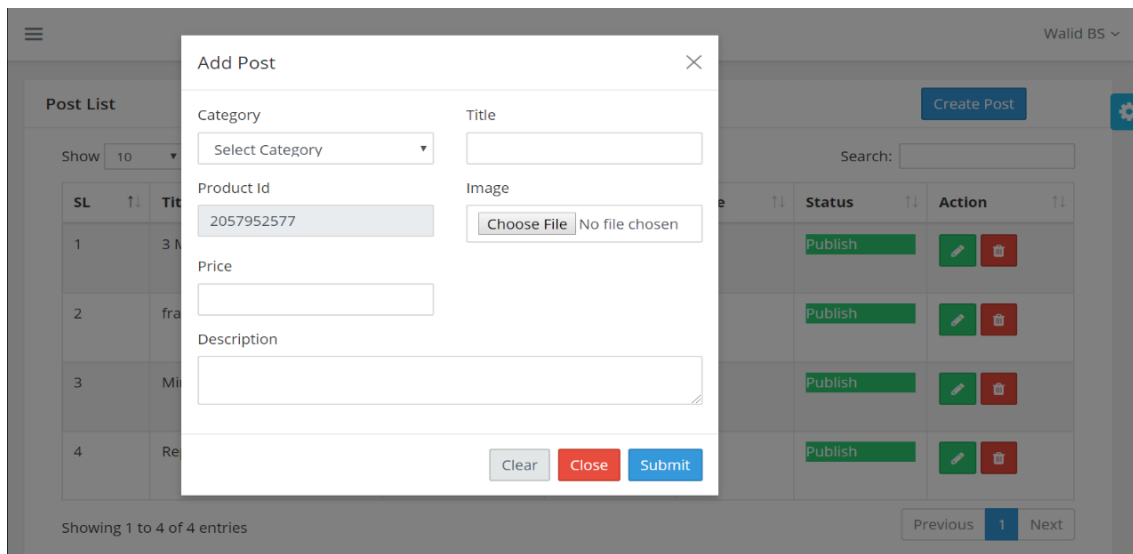 Walid BS
Add Post
Post List
Create Post
Category Title
Select Category
Show 10
Search:
Product Id Image
SL Status Action
2057952577
Choose File No file chosen
1 3 Publish
Price
2 fra Publish
Description
3 Publish
4 Publish
Clear Close Submit
Showing 1 to 4 of 4 entries
Previous 1 Next